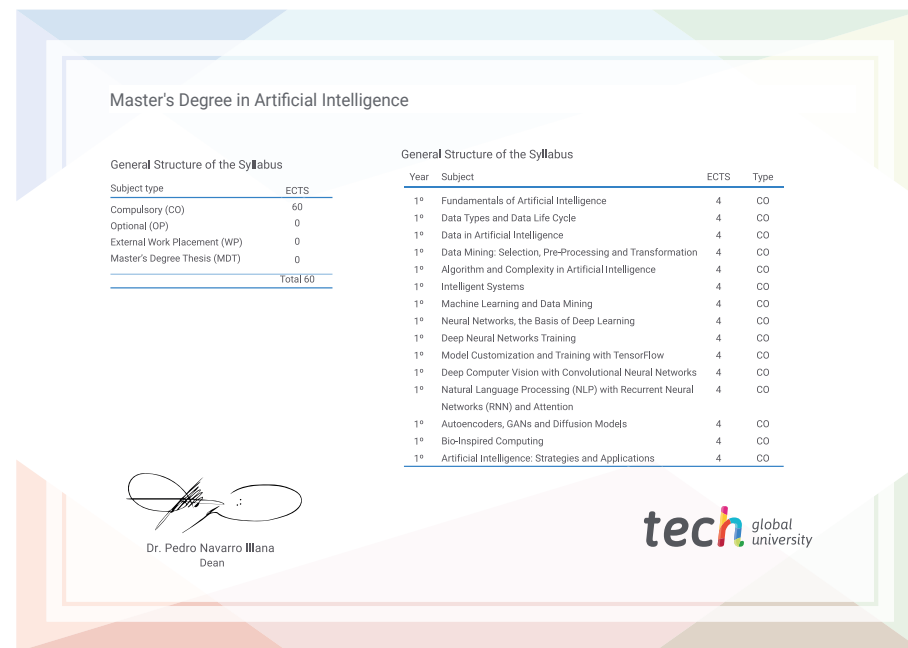 Master's Degree in Artificial Intelligence
General Structure of the Syllabus
Subject type ECTS
Compulsory (CO) 60
Optional (OP) 0
External Work Placement (WP) 0
Master's Degree Thesis (MDT) 0
Total 60
General Structure of the Syllabus
Year Subject ECTS Type
1º Fundamentals of Artificial Intelligence 4 CO
1º Data Types and Data Life Cycle 4 CO
1º Data in Artificial Intelligence 4 CO
1º Data Mining: Selection, Pre-Processing and Transformation 4 CO
1º Algorithm and Complexity in Artificial Intelligence 4 CO
1º Intelligent Systems 4 CO
1º Machine Learning and Data Mining 4 CO
1º Neural Networks, the Basis of Deep Learning 4 CO
1º Deep Neural Networks Training 4 CO
1º Model Customization and Training with TensorFlow 4 CO
1º Deep Computer Vision with Convolutional Neural Networks 4 CO
1º Natural Language Processing (NLP) with Recurrent Neural 4 CO
Networks (RNN) and Attention
1º Autoencoders, GANs and Diffusion Models 4 CO
1º Bio-Inspired Computing 4 CO
1º Artificial Intelligence: Strategies and Applications 4 CO
Dr. Pedro Navarro Illana
Dean
tech global
university